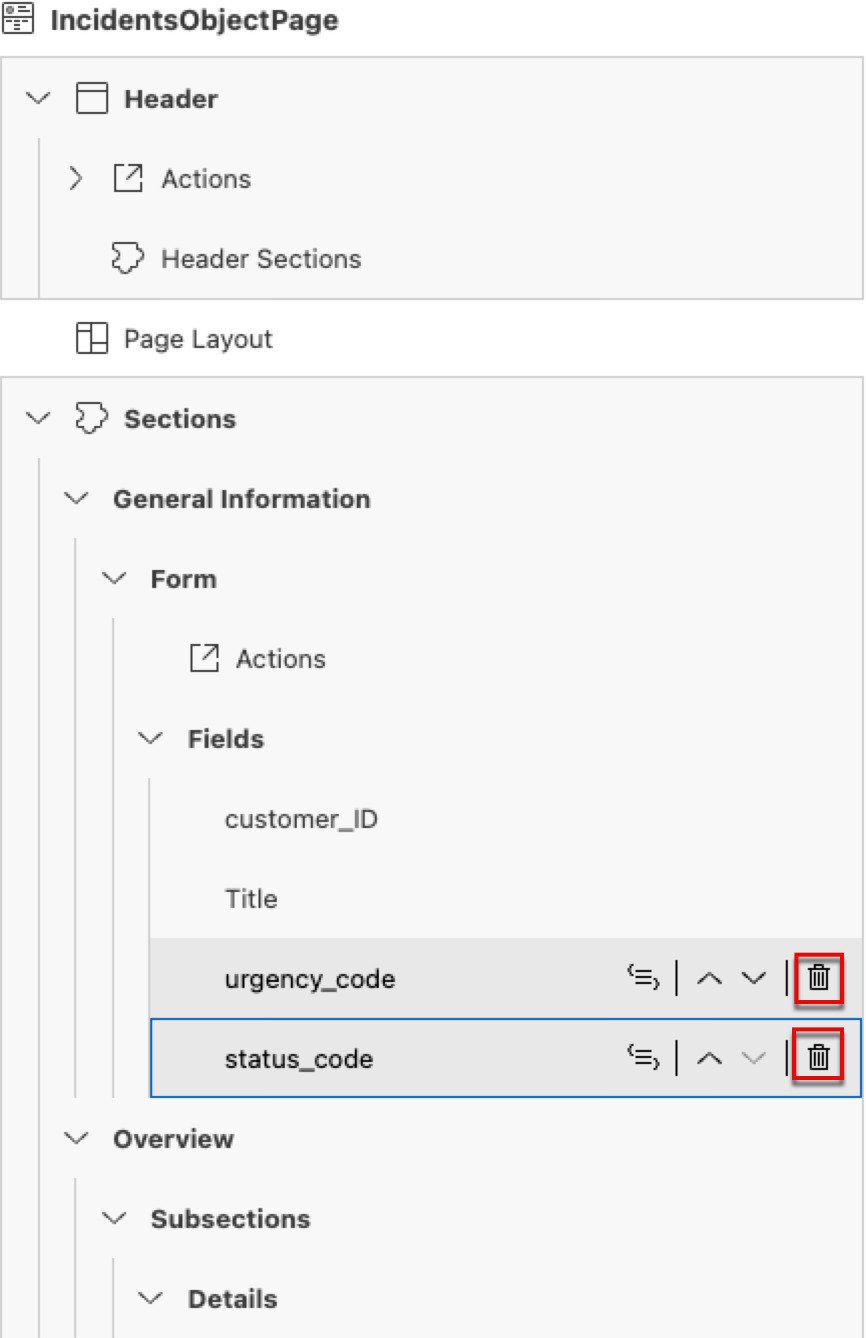 IncidentsObjectPage
Header
Actions
Header Sections
Page Layout
Sections
General Information
Form
Actions
Fields
customer_ID
Title
urgency_code
status_code
Overview
Subsections
Details